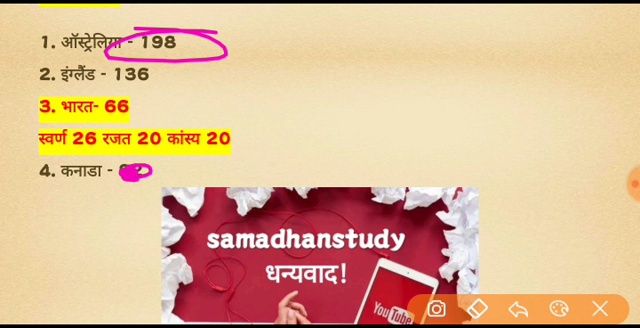 1. ऑस्ट्रेलिया - 198
2. इंग्लैंड - 136
3. भारत- 66
स्वर्ण 26 रजत 20 कांस्य 20
4. कनाडा -
samadhanstudy
धन्यवाद!
YouTube